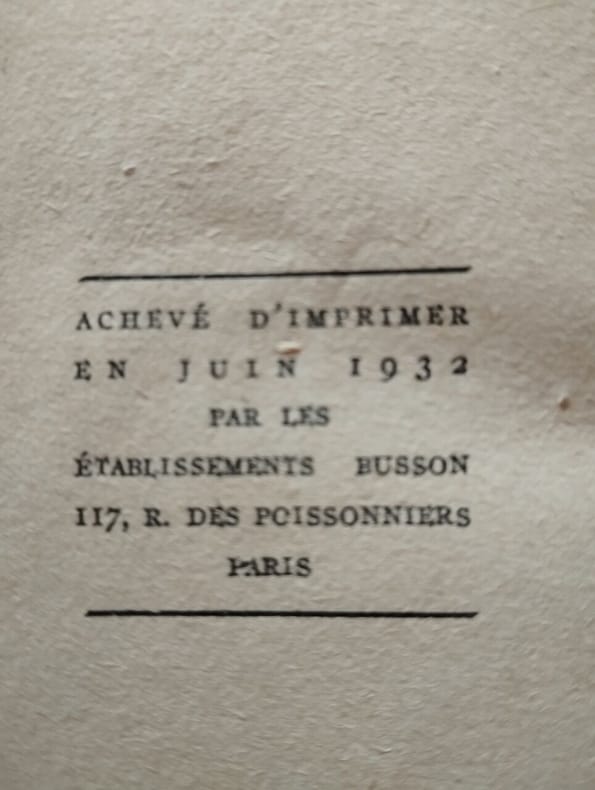 ACHEVÉ D'IMPRIMER
EN JUIN 1932
PAR LES
ÉTABLISSEMENTS BUSSON
117, R. DES POISSONNIERS
PARIS